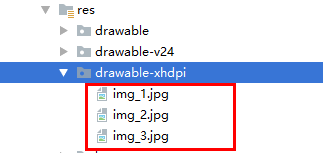 res
drawable
drawable-v24
drawable-xhdpi
img_1.jpg
img_2.jpg
img_3.jpg